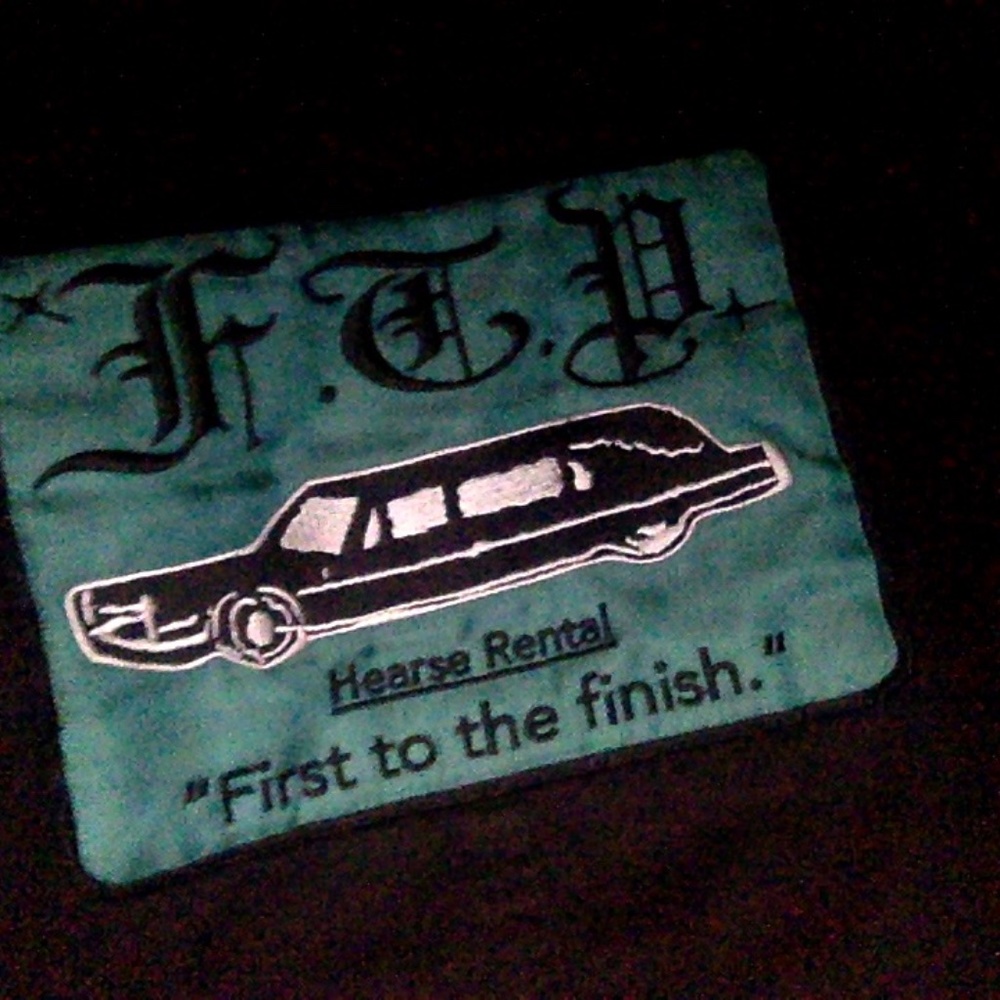 F.T.P
Hearse Rental
"First to the finish."